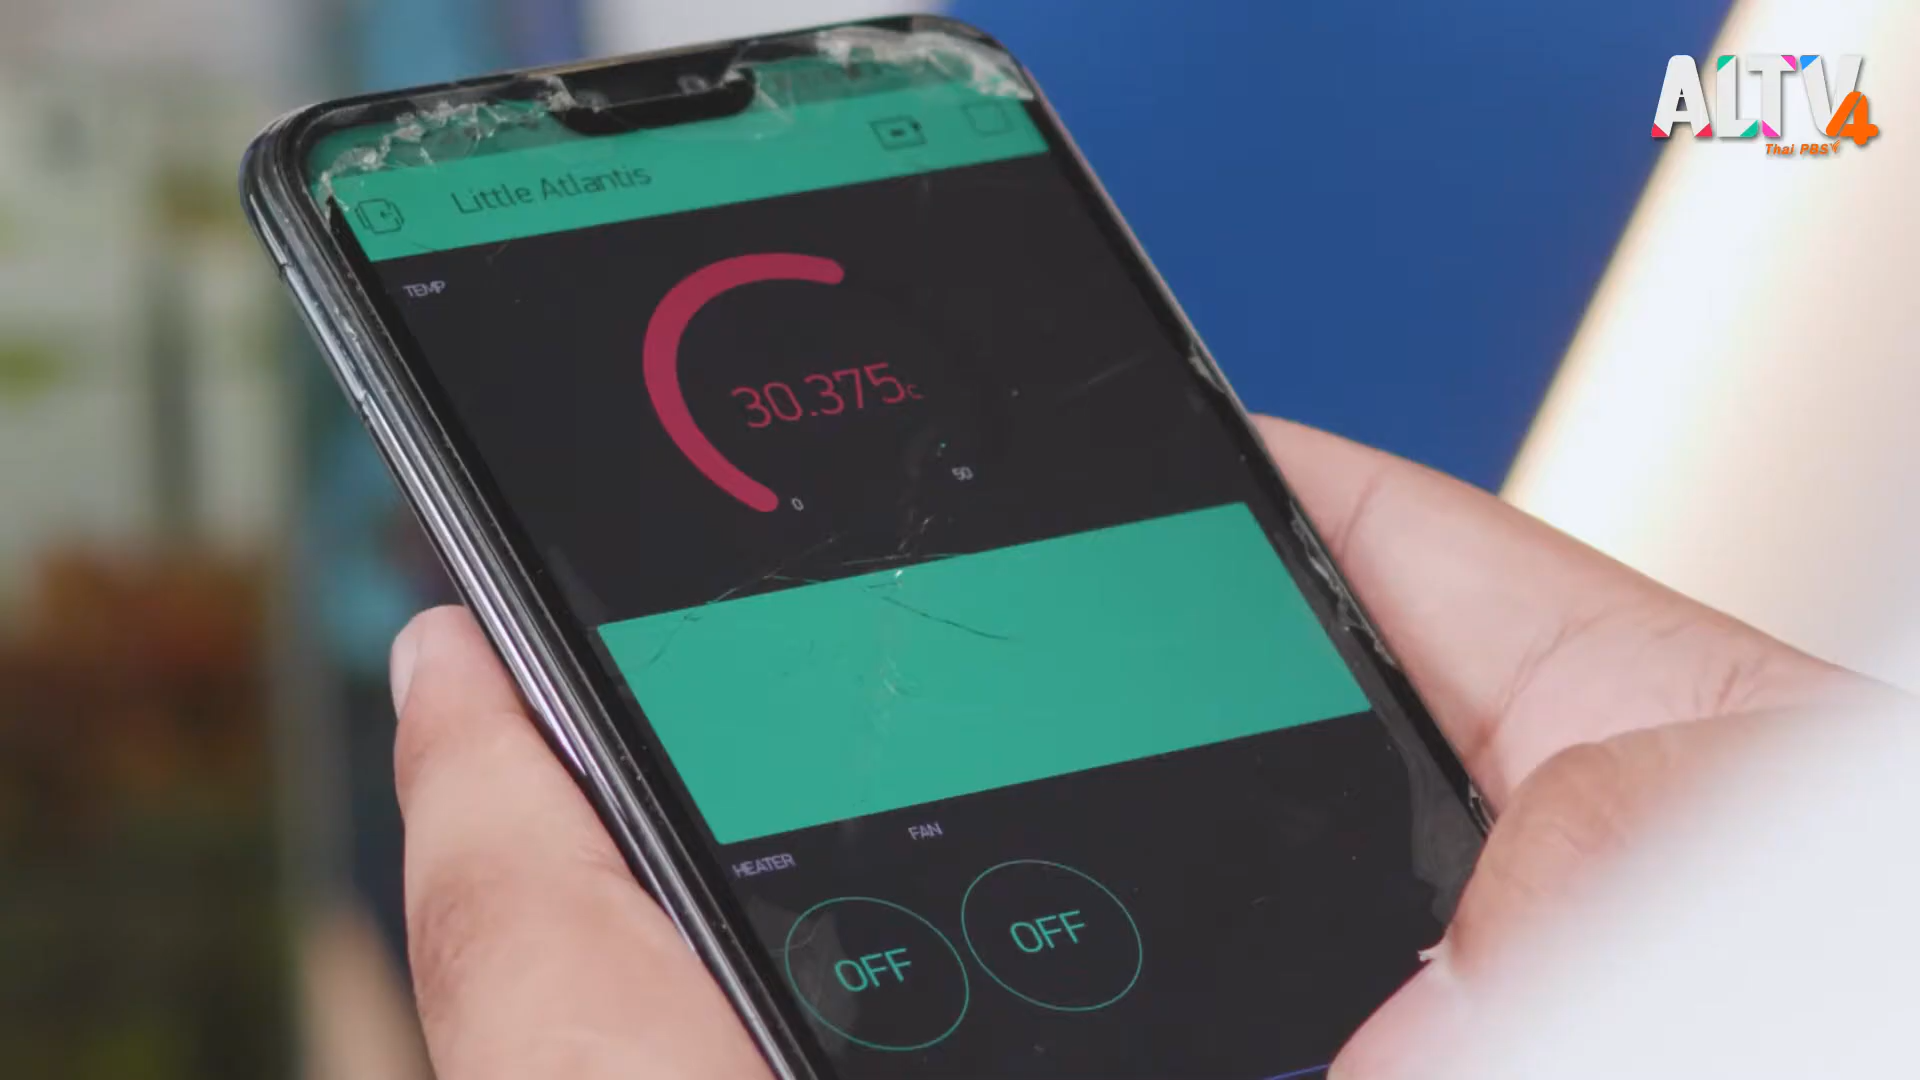 ALTV4
Thai PBS
Little Atlantis
TEMP
30.375c
0
50
FAN
HEATER
OFF
OFF